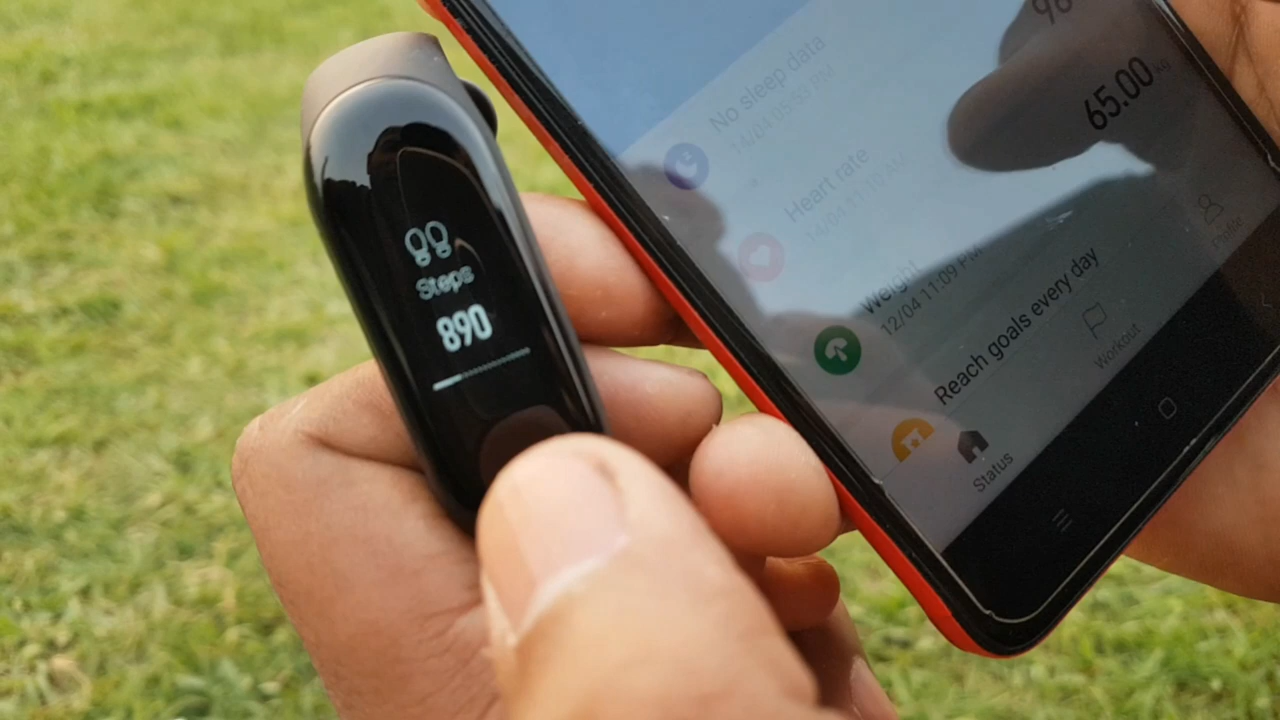 Steps
890
96
65.00
No sleep data
Heart rate
Weight
12/04 11:09 PM
Reach goals every day
Status
Workout
Profile